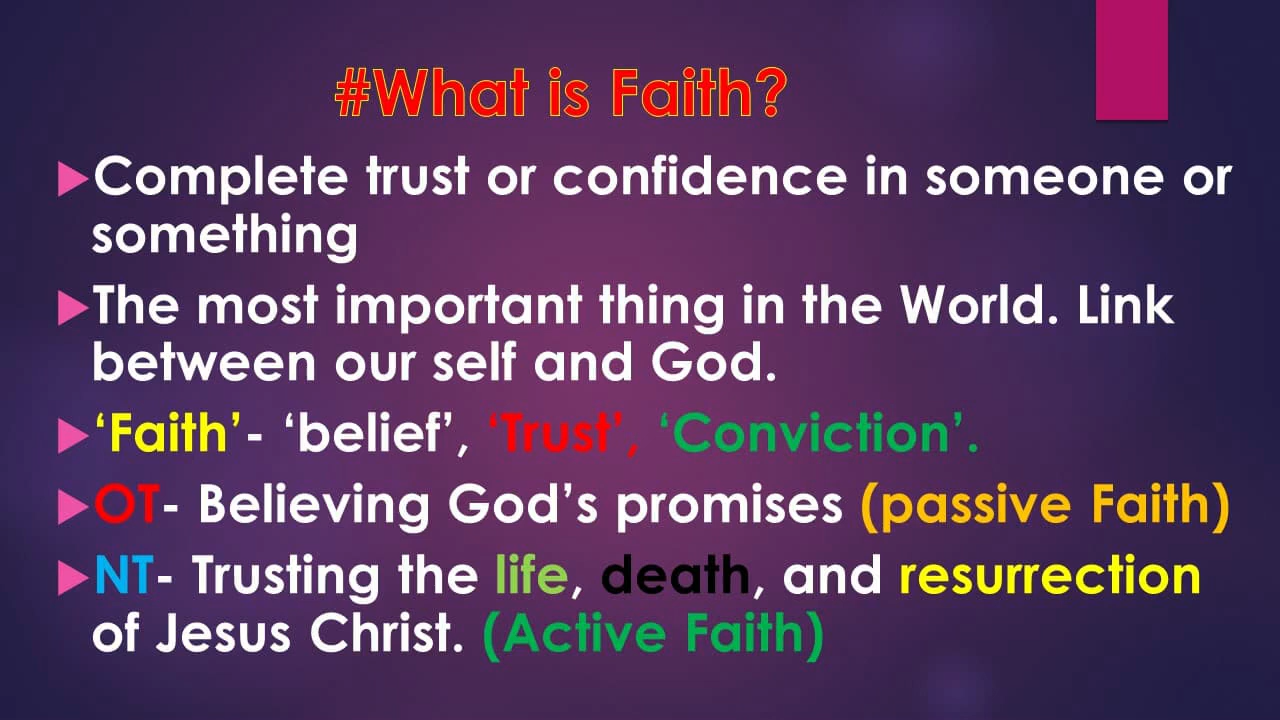 #What is Faith?
Complete trust or confidence in someone or
something
The most important thing in the World. Link
between our self and God.
‘Faith’- ‘belief’, ‘Trust’, ‘Conviction’.
OT- Believing God’s promises (passive Faith)
NT- Trusting the life, death, and resurrection
of Jesus Christ. (Active Faith)